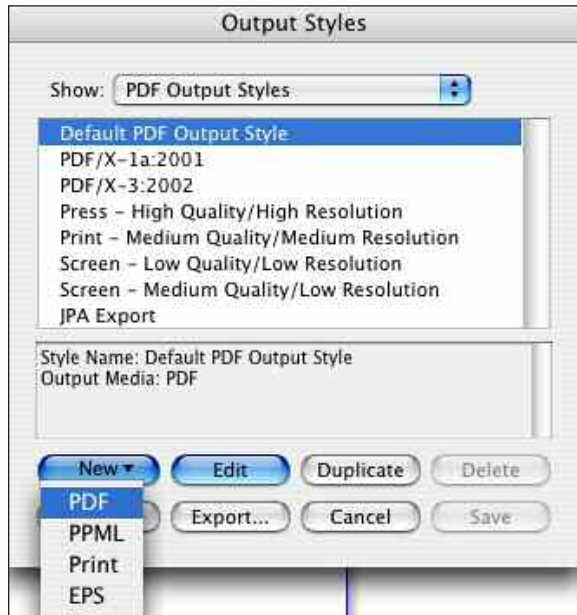 Output Styles
Show: PDF Output Styles
Default PDF Output Style
PDF/X-1a:2001
PDF/X-3:2002
Press – High Quality/High Resolution
Print – Medium Quality/Medium Resolution
Screen – Low Quality/Low Resolution
Screen – Medium Quality/Low Resolution
JPA Export
Style Name: Default PDF Output Style
Output Media: PDF
New Edit Duplicate Delete
Export... Cancel Save
PDF
PPML
Print
EPS